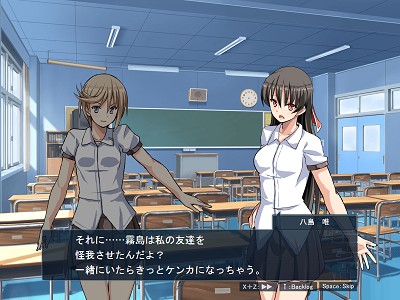 八島　唯
それに……霧島は私の友達を
怪我させたんだよ？
一緒にいたらきっとケンカになっちゃう。
X+Z:▶▶ T:Backlog Space:Skip